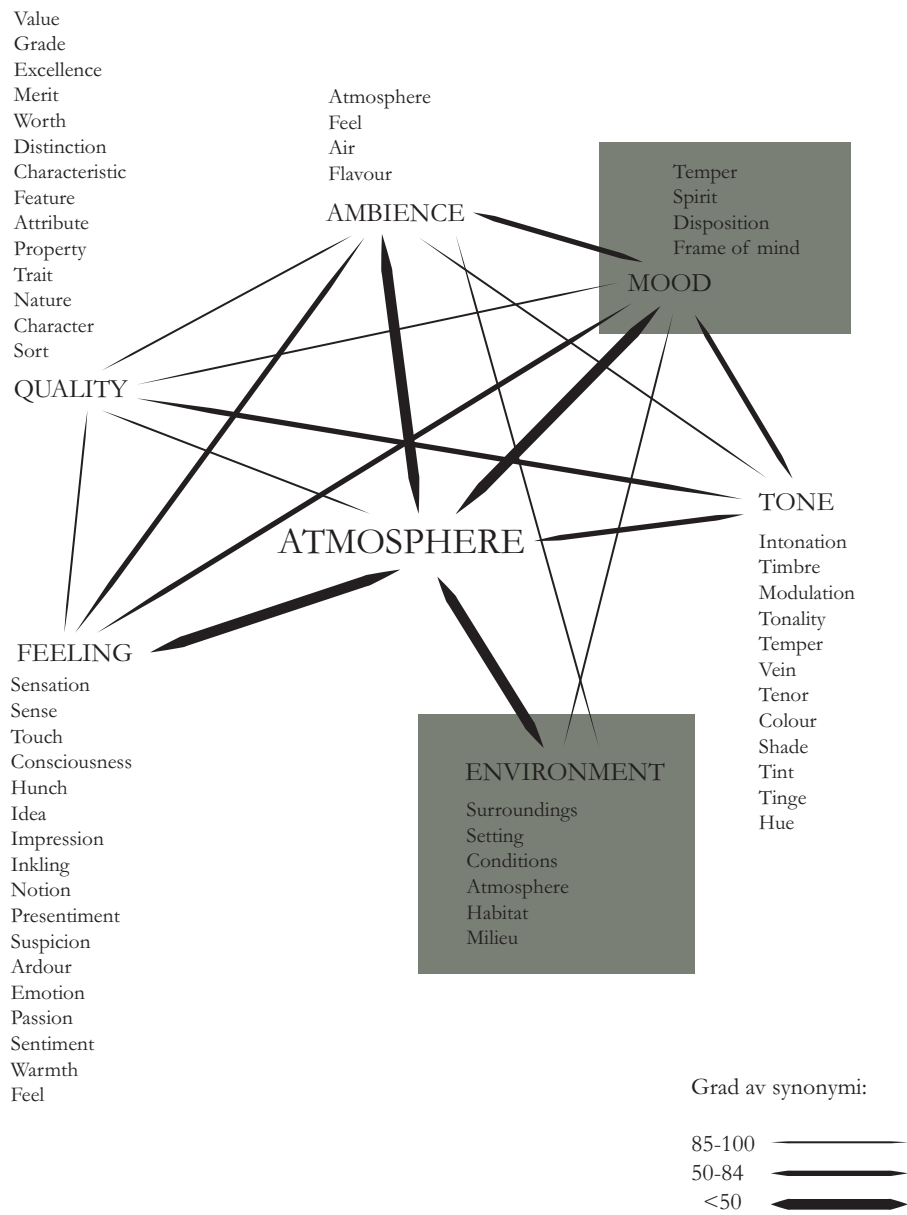 Value
Grade
Excellence
Merit
Worth
Distinction
Characteristic
Feature
Attribute
Property
Trait
Nature
Character
Sort
QUALITY
Atmosphere
Feel
Air
Flavour
AMBIENCE
Temper
Spirit
Disposition
Frame of mind
MOOD
ATMOSPHERE
TONE
Intonation
Timbre
Modulation
Tonality
Temper
Vein
Tenor
Colour
Shade
Tint
Tinge
Hue
FEELING
Sensation
Sense
Touch
Consciousness
Hunch
Idea
Impression
Inkling
Notion
Presentiment
Suspicion
Ardour
Emotion
Passion
Sentiment
Warmth
Feel
ENVIRONMENT
Surroundings
Setting
Conditions
Atmosphere
Habitat
Milieu
Grad av synonymi:
85-100
50-84
<50